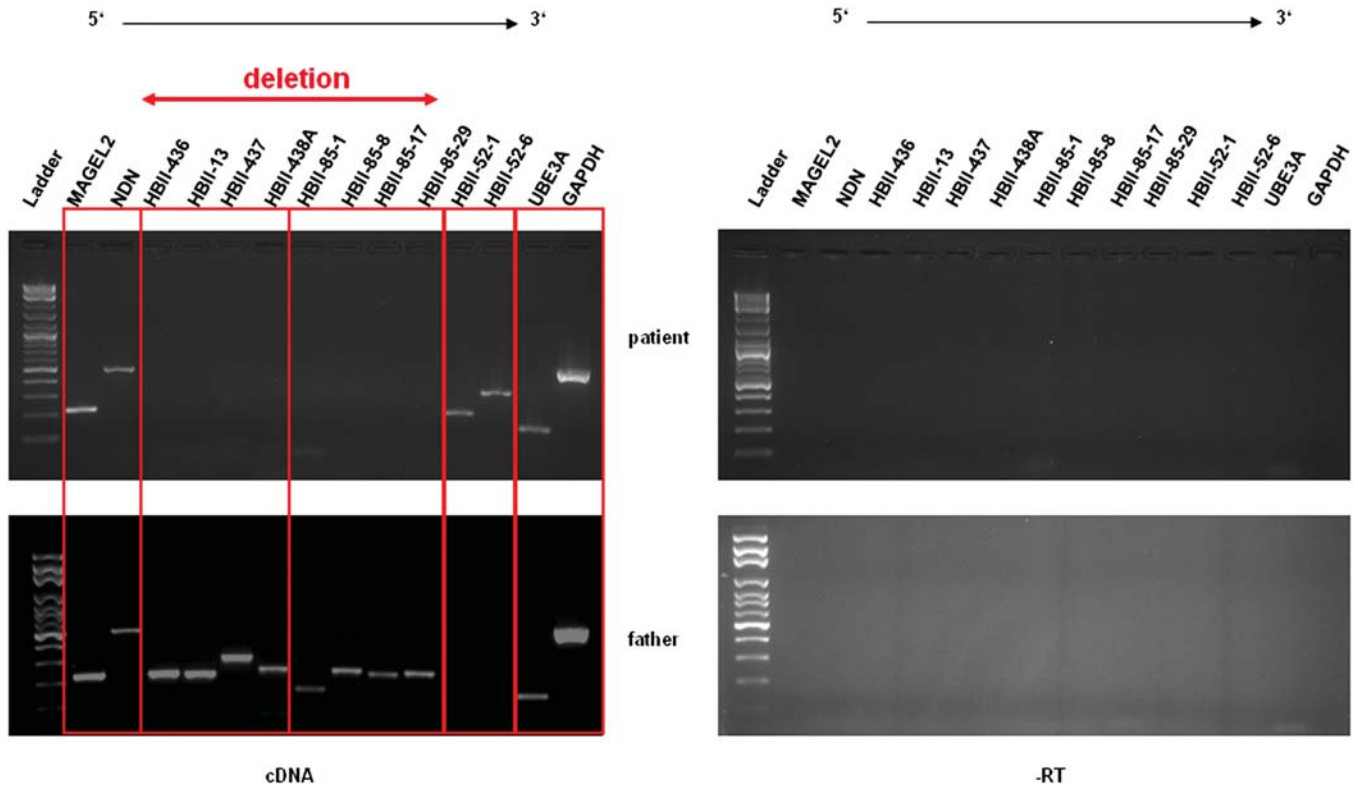 5‘ 3‘
5‘ 3‘
deletion
Ladder
MAGEL2
NDN
HBII-436
HBII-13
HBII-437
HBII-438A
HBII-85-1
HBII-85-8
HBII-85-17
HBII-85-29
HBII-52-1
HBII-52-6
UBE3A
GAPDH
Ladder
MAGEL2
NDN
HBII-436
HBII-13
HBII-437
HBII-438A
HBII-85-1
HBII-85-8
HBII-85-17
HBII-85-29
HBII-52-1
HBII-52-6
UBE3A
GAPDH
patient
father
cDNA
-RT